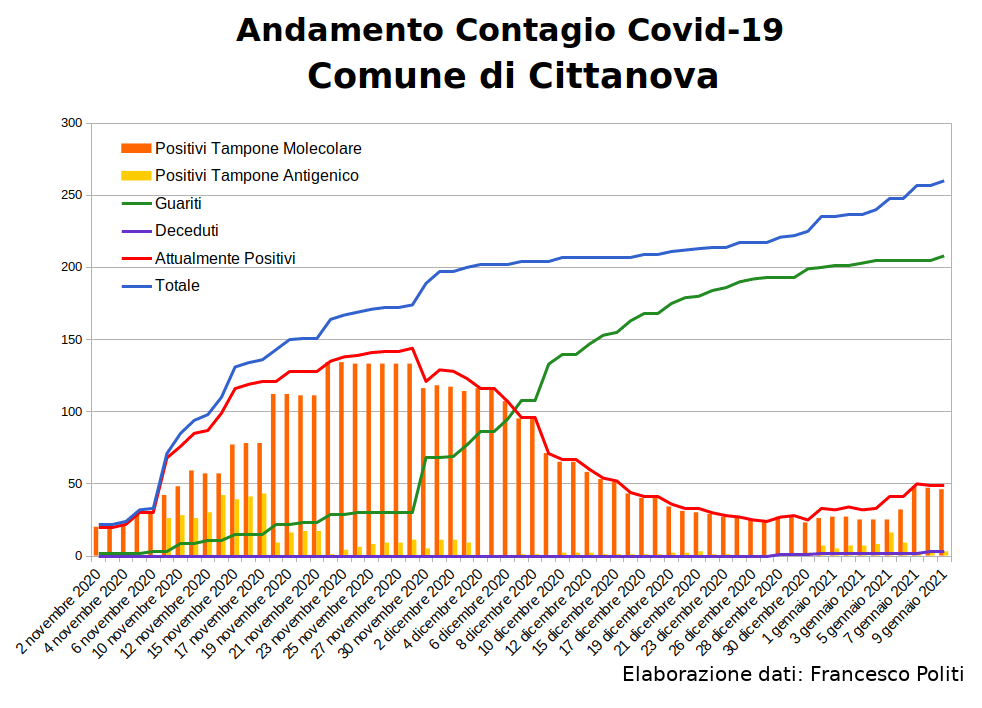 Andamento Contagio Covid-19
Comune di Cittanova
300
250
200
150
100
50
0
Positivi Tampone Molecolare
Positivi Tampone Antigenico
Guariti
Deceduti
Attualmente Positivi
Totale
2 novembre 2020
4 novembre 2020
6 novembre 2020
10 novembre 2020
12 novembre 2020
15 novembre 2020
17 novembre 2020
19 novembre 2020
21 novembre 2020
23 novembre 2020
25 novembre 2020
27 novembre 2020
30 novembre 2020
2 dicembre 2020
4 dicembre 2020
6 dicembre 2020
8 dicembre 2020
10 dicembre 2020
12 dicembre 2020
15 dicembre 2020
17 dicembre 2020
19 dicembre 2020
21 dicembre 2020
23 dicembre 2020
26 dicembre 2020
28 dicembre 2020
30 dicembre 2020
1 gennaio 2021
3 gennaio 2021
5 gennaio 2021
7 gennaio 2021
9 gennaio 2021
Elaborazione dati: Francesco Politi